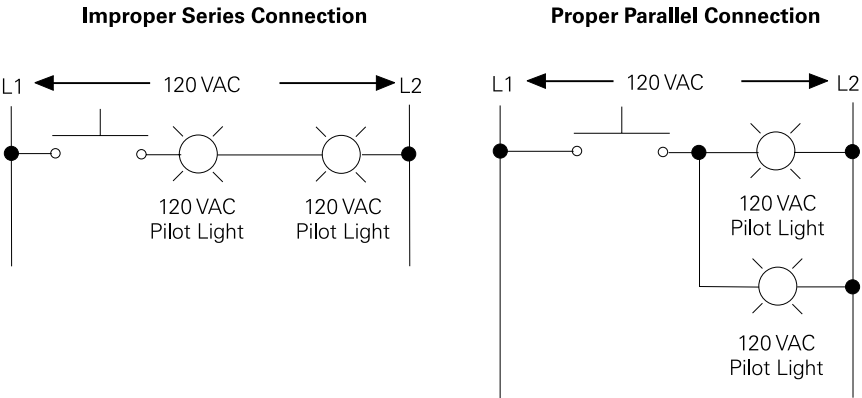 Improper Series Connection
L1 120 VAC L2
120 VAC
Pilot Light
120 VAC
Pilot Light
Proper Parallel Connection
L1 120 VAC L2
120 VAC
Pilot Light
120 VAC
Pilot Light